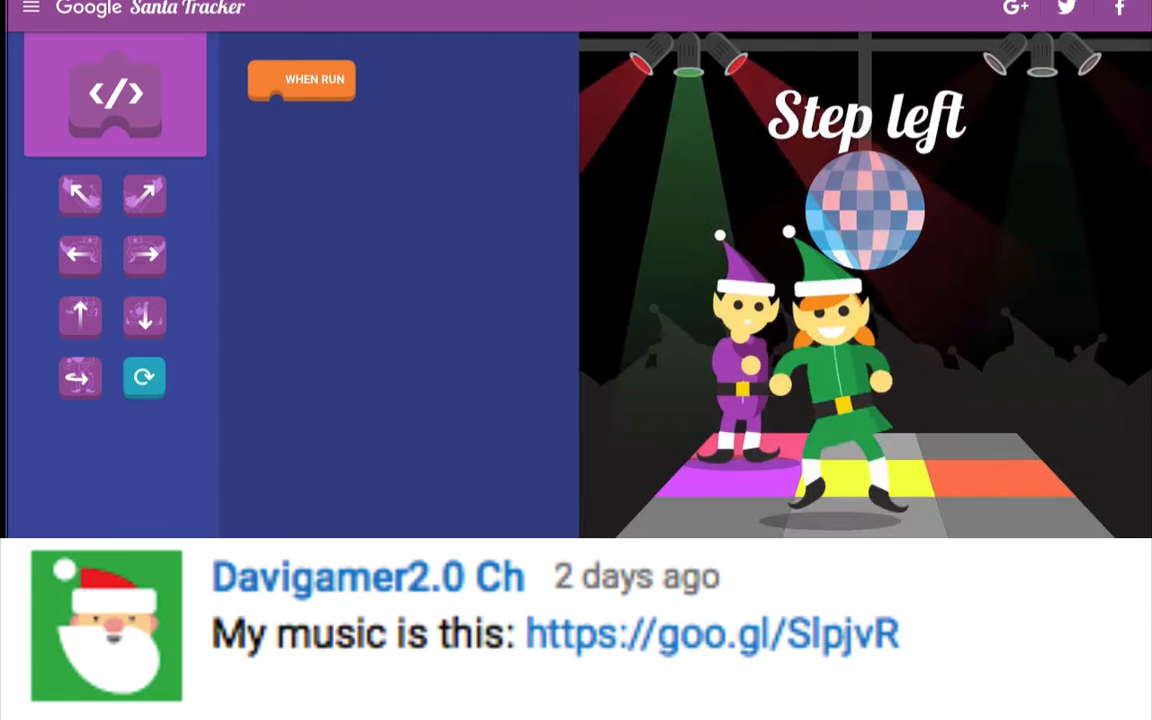 Google Santa Tracker
G+
</>
WHEN RUN
Step left
Davigamer2.0 Ch 2 days ago
My music is this: https://goo.gl/SlpjvR